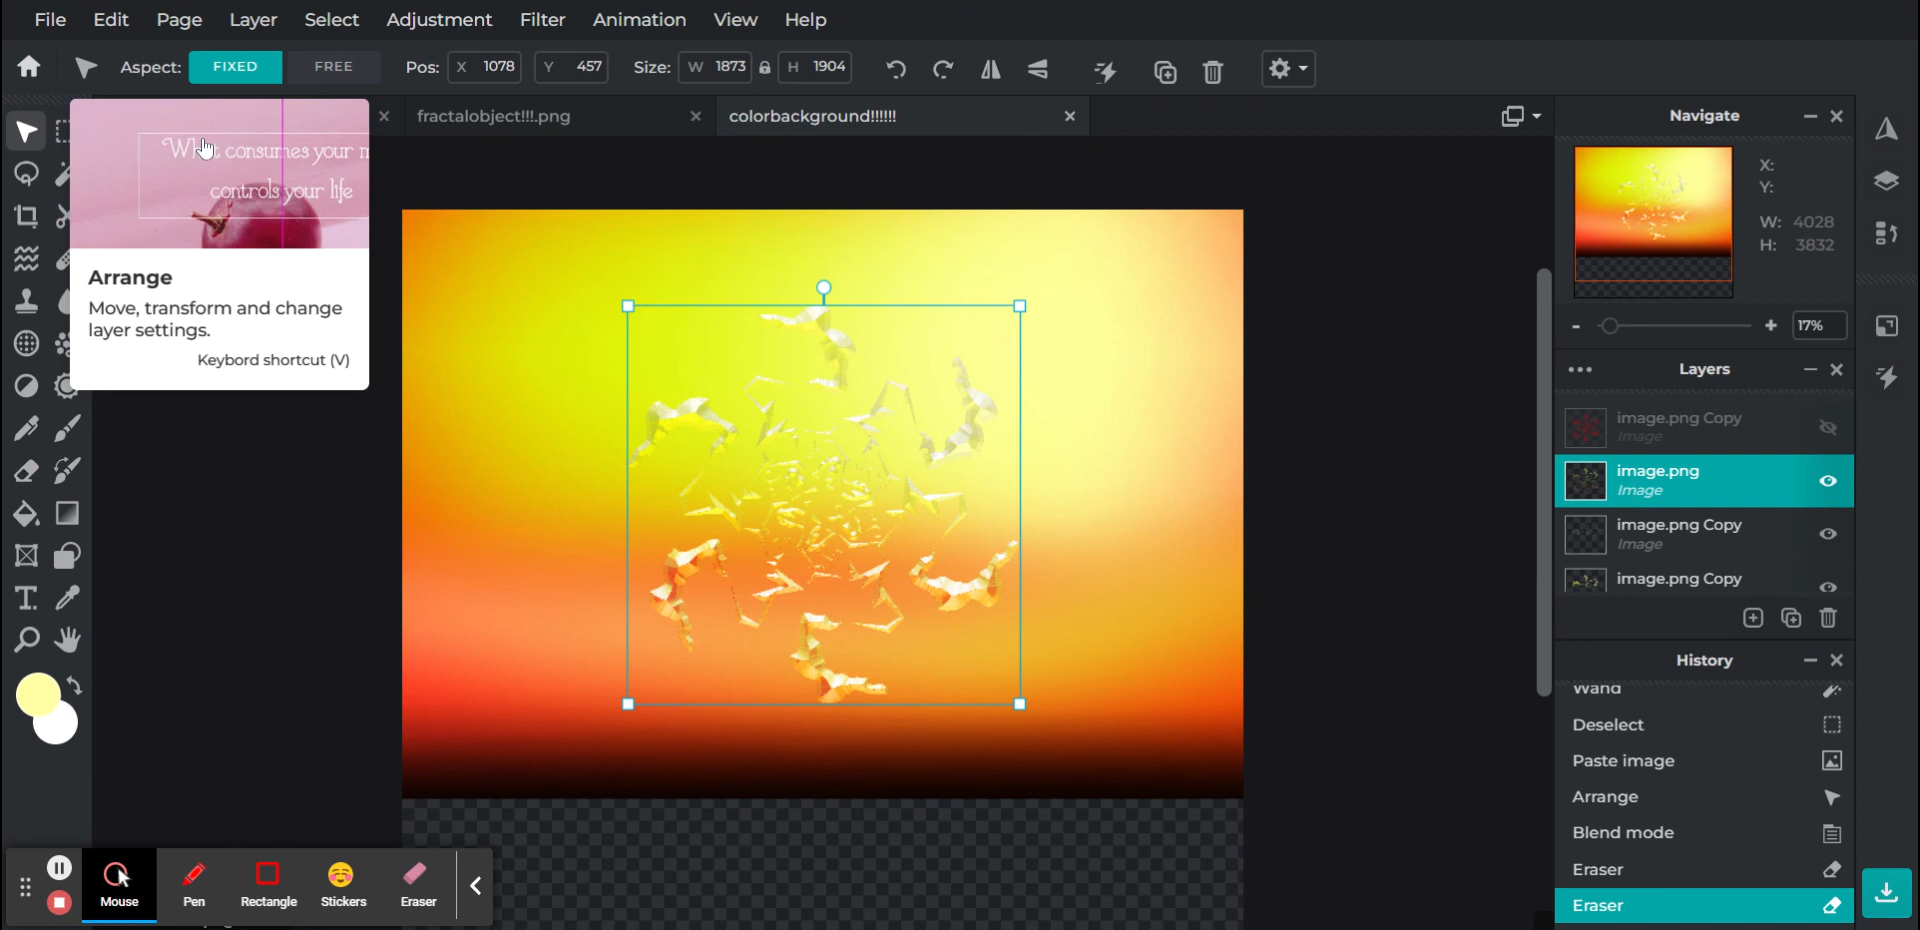 File Edit Page Layer Select Adjustment Filter Animation View Help
Aspect: FIXED FREE Pos: X 1078 Y 457 Size: W 1873 H 1904
fractalobject!!!.png colorbackground!!!!!!
What consumes your m
controls your life
Arrange
Move, transform and change
layer settings.
Keybord shortcut (V)
Navigate
X:
Y:
W: 4028
H: 3832
- + 17%
Layers
image.png Copy
Image
image.png
Image
image.png Copy
Image
image.png Copy
History
Wand
Deselect
Paste image
Arrange
Blend mode
Eraser
Eraser
Mouse Pen Rectangle Stickers Eraser